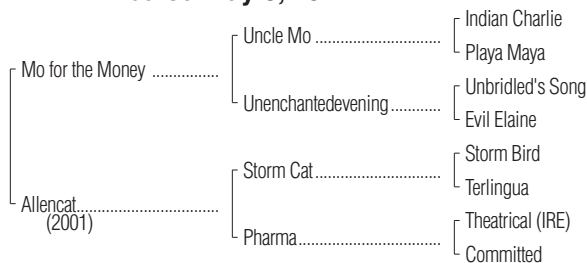 Indian Charlie
Uncle Mo
Playa Maya
Mo for the Money
Unbridled's Song
Unenchantedevening
Evil Elaine
Storm Bird
Storm Cat
Terlingua
Allencat
(2001)
Theatrical (IRE)
Pharma
Committed